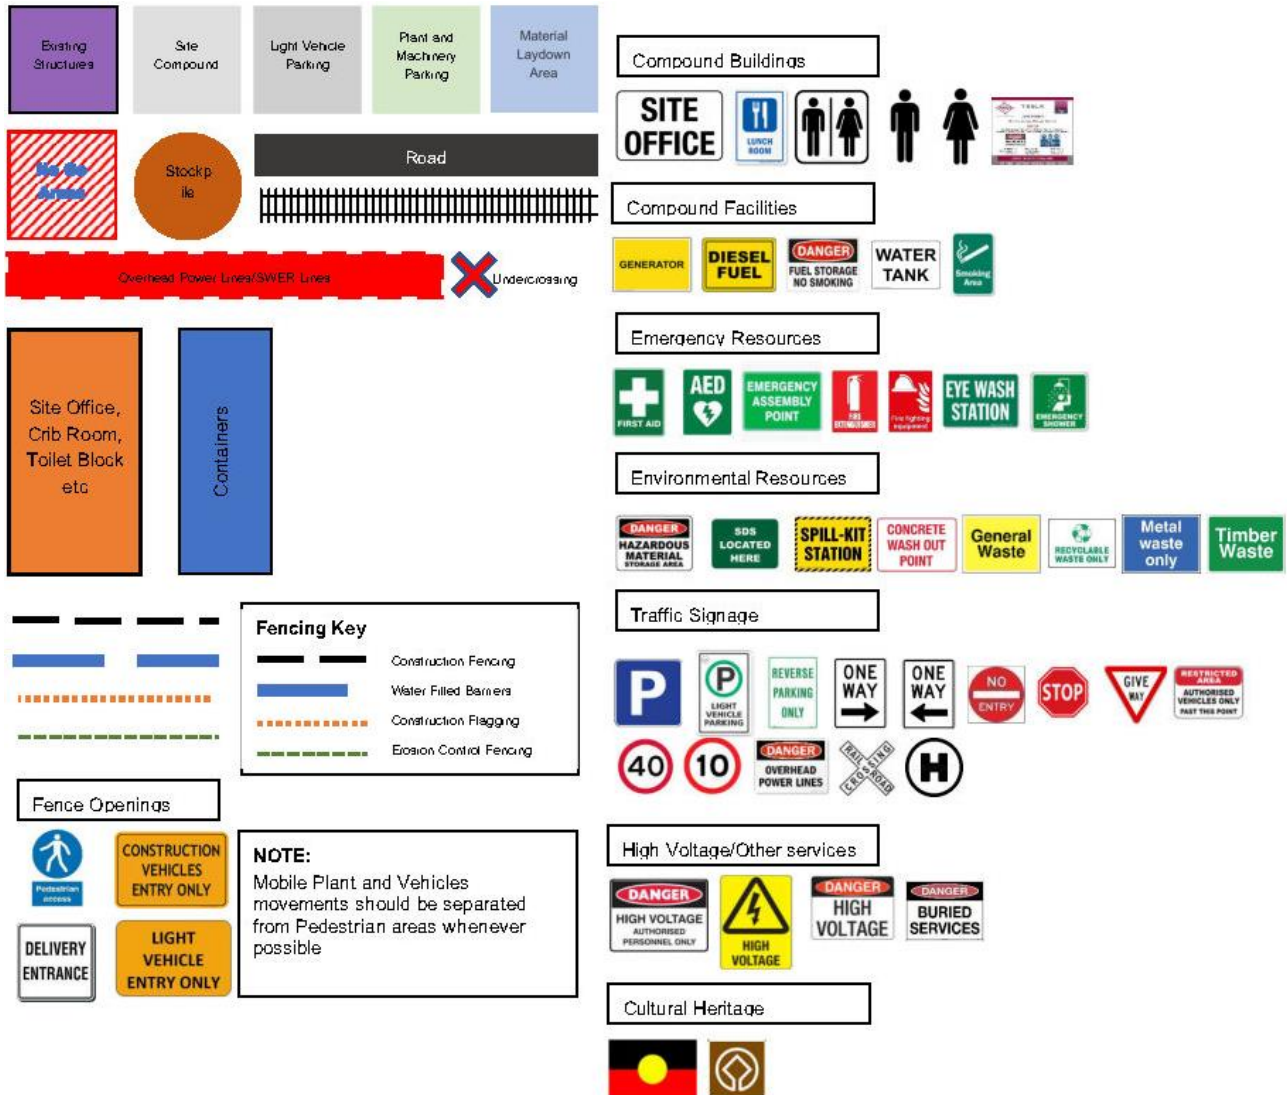 Existing
Structures
Site
Compound
Light Vehicle
Parking
Plant and
Machinery
Parking
Material
Laydown
Area
No Go
Areas
Stockp
ile
Road
Overhead Power Lines/SWER Lines
Undercrossing
Site Office,
Crib Room,
Toilet Block
etc
Containers
Fencing Key
Construction Fencing
Water Filled Barriers
Construction Flagging
Erosion Control Fencing
Fence Openings
Pedestrian
access
CONSTRUCTION
VEHICLES
ENTRY ONLY
DELIVERY
ENTRANCE
LIGHT
VEHICLE
ENTRY ONLY
NOTE:
Mobile Plant and Vehicles
movements should be separated
from Pedestrian areas whenever
possible
Compound Buildings
SITE
OFFICE
LUNCH
ROOM
TESLA
Compound Facilities
GENERATOR
DIESEL
FUEL
DANGER
FUEL STORAGE
NO SMOKING
WATER
TANK
Smoking
Area
Emergency Resources
FIRST AID
AED
EMERGENCY
ASSEMBLY
POINT
FIRE
EXTINGUISHER
Fire fighting
equipment
EYE WASH
STATION
EMERGENCY
SHOWER
Environmental Resources
DANGER
HAZARDOUS
MATERIAL
STORAGE AREA
SDS
LOCATED
HERE
SPILL-KIT
STATION
CONCRETE
WASH OUT
POINT
General
Waste
RECYCLABLE
WASTE ONLY
Metal
waste
only
Timber
Waste
Traffic Signage
P
P
LIGHT
VEHICLE
PARKING
REVERSE
PARKING
ONLY
ONE
WAY
ONE
WAY
NO
ENTRY
STOP
GIVE
WAY
RESTRICTED
AREA
AUTHORISED
VEHICLES ONLY
PAST THIS POINT
40
10
DANGER
OVERHEAD
POWER LINES
RAILROAD
CROSSING
H
High Voltage/Other services
DANGER
HIGH VOLTAGE
AUTHORISED
PERSONNEL ONLY
HIGH
VOLTAGE
DANGER
HIGH
VOLTAGE
DANGER
BURIED
SERVICES
Cultural Heritage